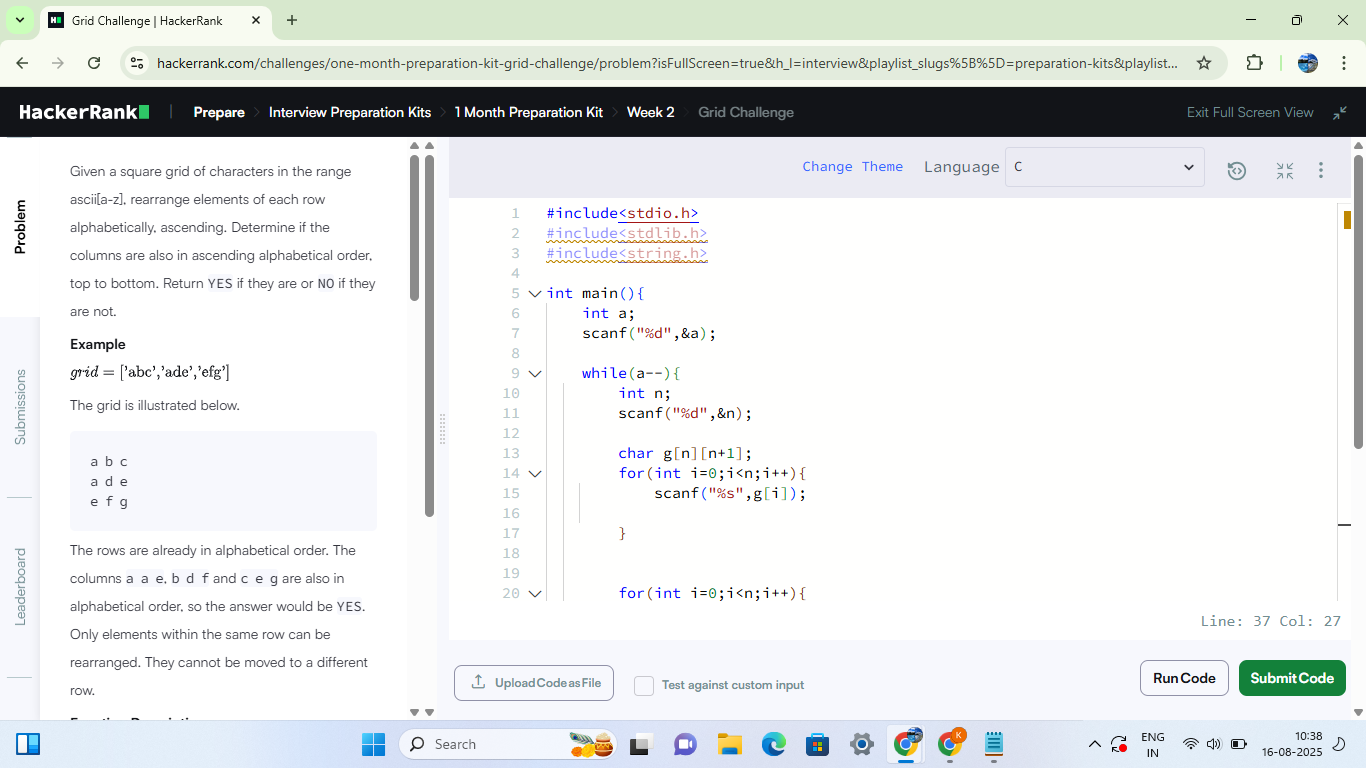 Grid Challenge | HackerRank
hackerrank.com/challenges/one-month-preparation-kit-grid-challenge/problem?isFullScreen=true&h_l=interview&playlist_slugs%5B%5D=preparation-kits&playlist...
HackerRank
Prepare
Interview Preparation Kits
1 Month Preparation Kit
Week 2
Grid Challenge
Exit Full Screen View
Problem
Submissions
Leaderboard
Given a square grid of characters in the range
ascii[a-z], rearrange elements of each row
alphabetically, ascending. Determine if the
columns are also in ascending alphabetical order,
top to bottom. Return YES if they are or NO if they
are not.
Example
grid = ['abc','ade','efg']
The grid is illustrated below.
a b c
a d e
e f g
The rows are already in alphabetical order. The
columns a a e, b d f and c e g are also in
alphabetical order, so the answer would be YES.
Only elements within the same row can be
rearranged. They cannot be moved to a different
row.
Change Theme
Language
C
1 #include<stdio.h>
2 #include<stdlib.h>
3 #include<string.h>
4
5 int main(){
6 int a;
7 scanf("%d",&a);
8
9 while(a--){
10 int n;
11 scanf("%d",&n);
12
13 char g[n][n+1];
14 for(int i=0;i<n;i++){
15 scanf("%s",g[i]);
16
17 }
18
19
20 for(int i=0;i<n;i++){
Line: 37 Col: 27
Upload Code as File
Test against custom input
Run Code
Submit Code
Search
K
ENG
IN
10:38
16-08-2025